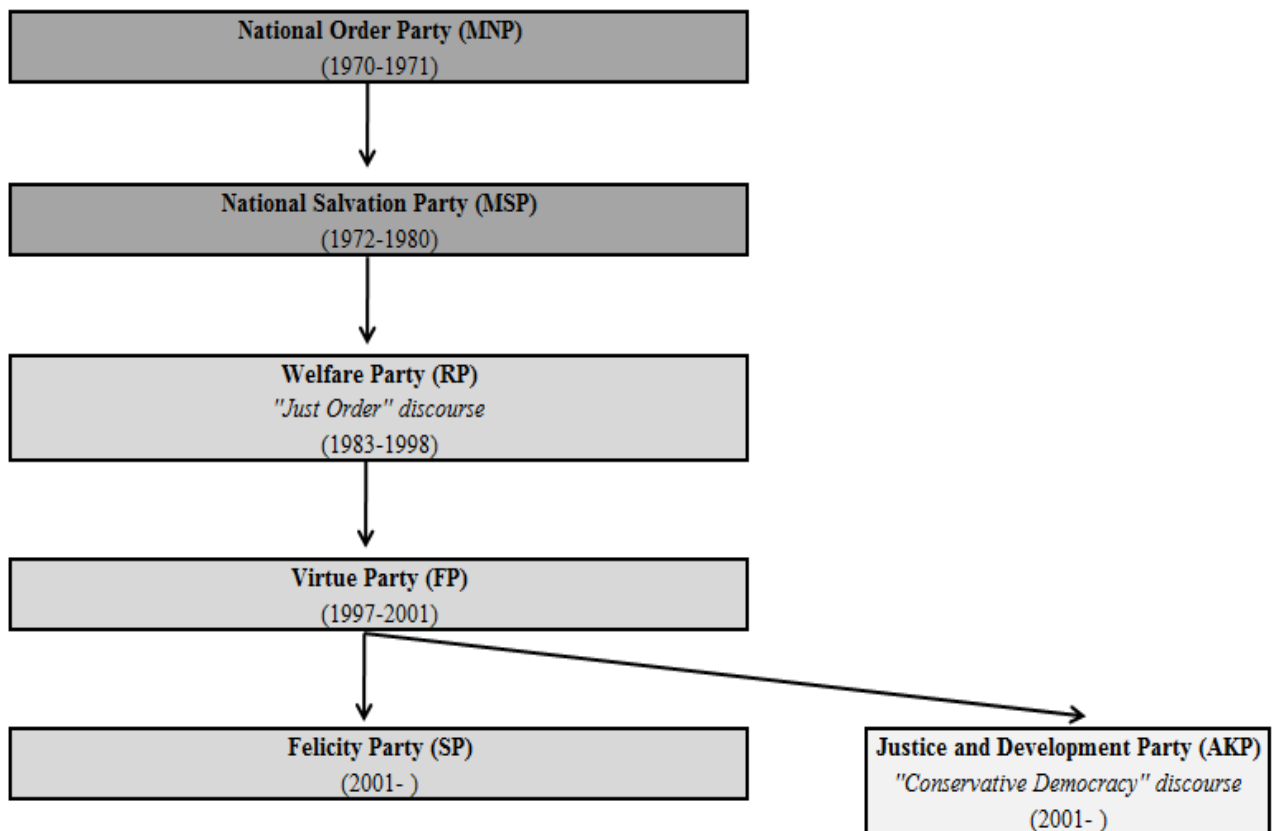 National Order Party (MNP)
(1970-1971)
National Salvation Party (MSP)
(1972-1980)
Welfare Party (RP)
"Just Order" discourse
(1983-1998)
Virtue Party (FP)
(1997-2001)
Felicity Party (SP)
(2001- )
Justice and Development Party (AKP)
"Conservative Democracy" discourse
(2001- )